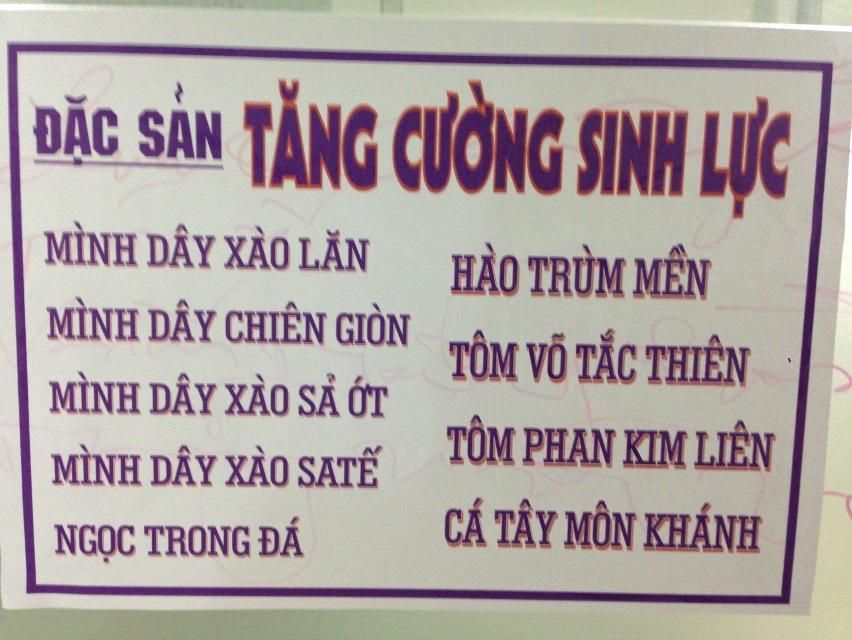 ĐẶC SẢN TĂNG CƯỜNG SINH LỰC
MÌNH DÂY XÀO LĂN
MÌNH DÂY CHIÊN GIÒN
MÌNH DÂY XÀO SẢ ỚT
MÌNH DÂY XÀO SATẾ
NGỌC TRONG ĐÁ
HÀO TRÙM MỀN
TÔM VÕ TẮC THIÊN
TÔM PHAN KIM LIÊN
CÁ TÂY MÔN KHÁNH